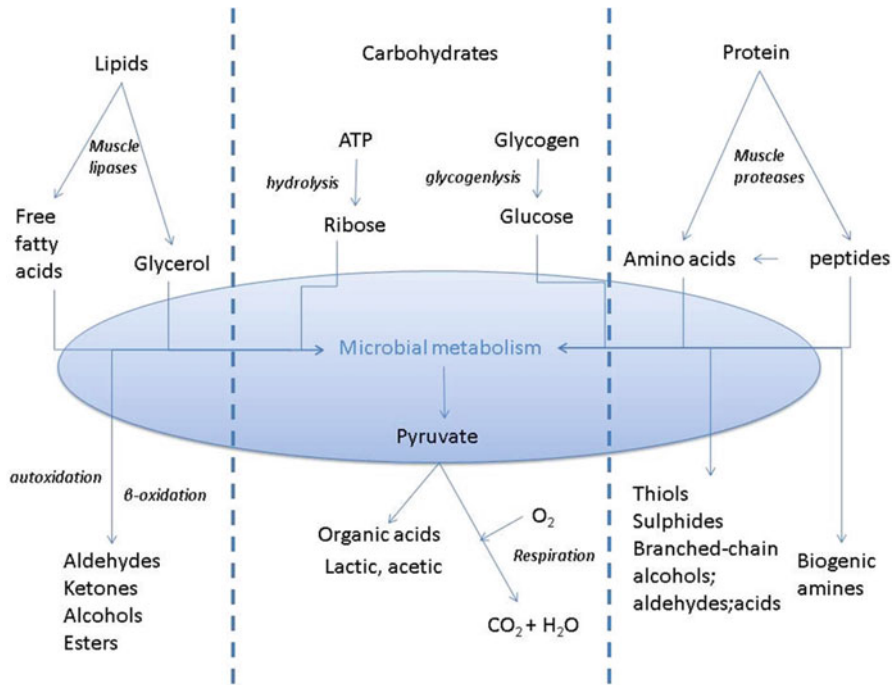 Lipids
Carbohydrates
Protein
Muscle
lipases
ATP
Glycogen
Muscle
proteases
hydrolysis
glycogenlysis
Free
fatty
acids
Glycerol
Ribose
Glucose
Amino acids
peptides
Microbial metabolism
Pyruvate
autoxidation
β-oxidation
Aldehydes
Ketones
Alcohols
Esters
Organic acids
Lactic, acetic
O₂
Respiration
CO₂ + H₂O
Thiols
Sulphides
Branched-chain
alcohols;
aldehydes;acids
Biogenic
amines